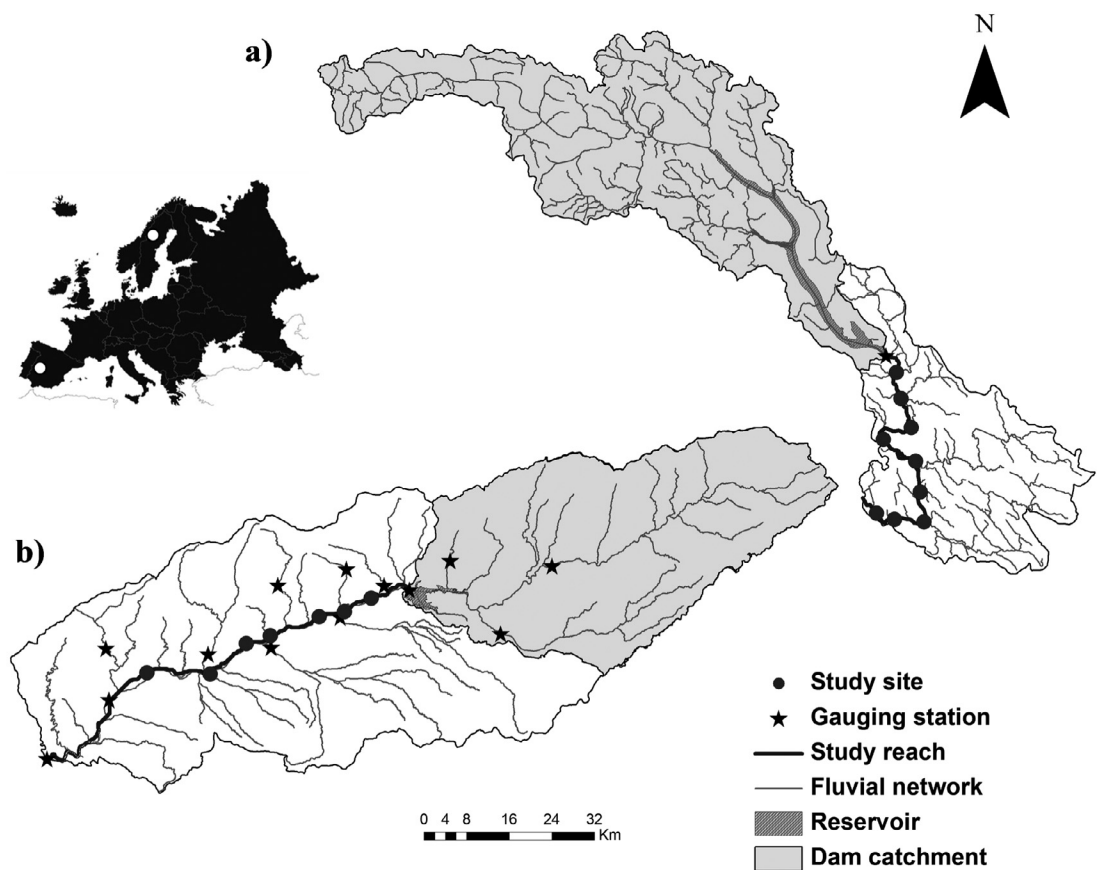 a)
N
b)
Study site
Gauging station
Study reach
Fluvial network
Reservoir
Dam catchment
0 4 8 16 24 32
Km